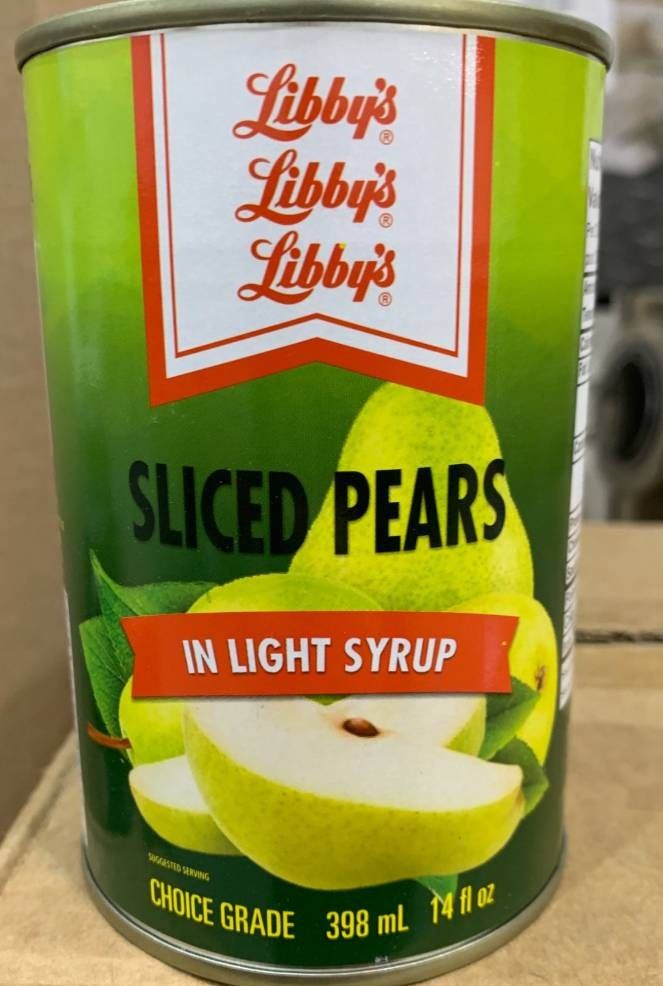 Libby's®
Libby's®
Libby's®
SLICED PEARS
IN LIGHT SYRUP
SUGGESTED SERVING
CHOICE GRADE 398 mL 14 fl oz